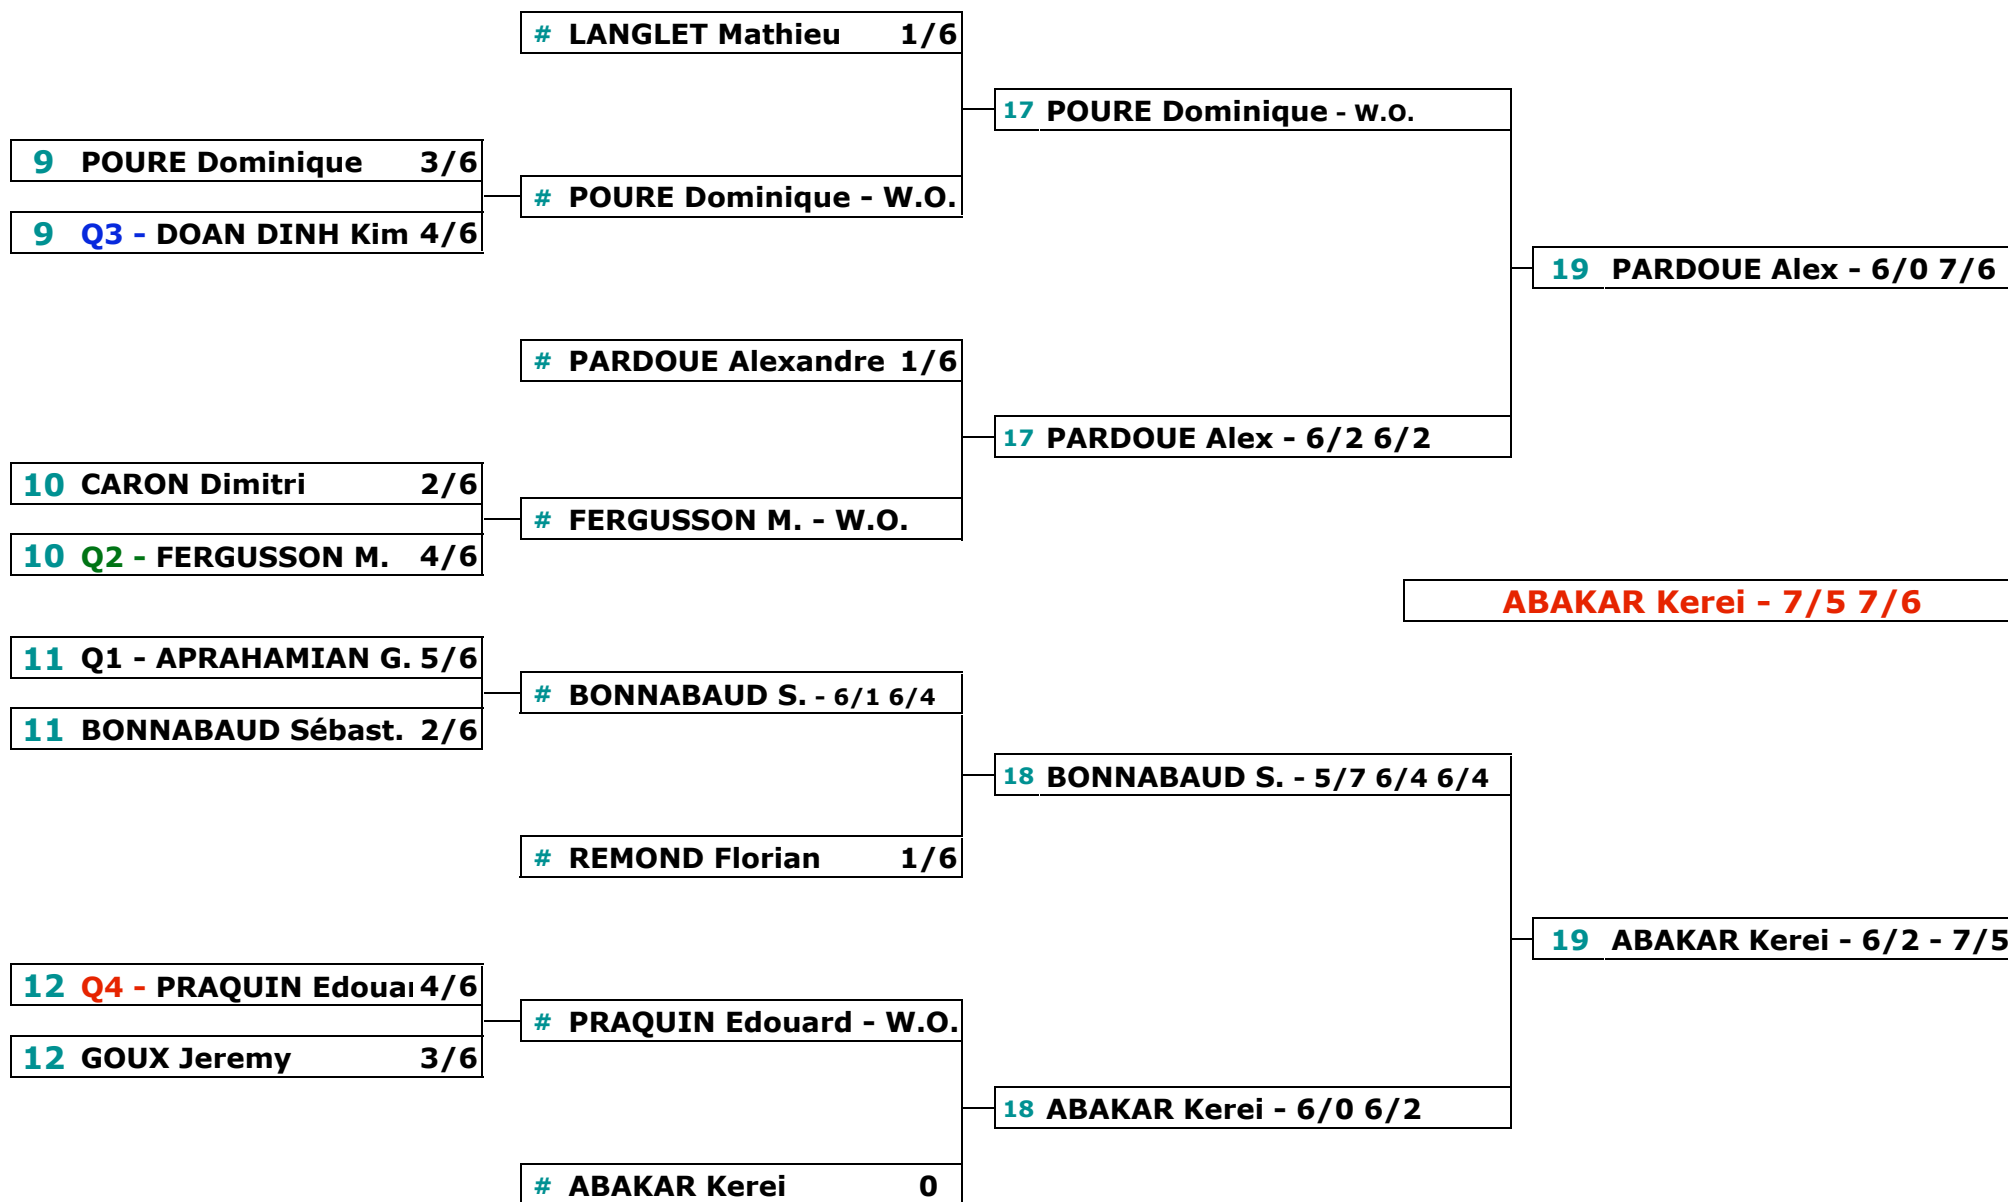 # LANGLET Mathieu 1/6
17 POURE Dominique - W.O.
9 POURE Dominique 3/6
# POURE Dominique - W.O.
9 Q3 - DOAN DINH Kim 4/6
19 PARDOUE Alex - 6/0 7/6
# PARDOUE Alexandre 1/6
17 PARDOUE Alex - 6/2 6/2
10 CARON Dimitri 2/6
# FERGUSSON M. - W.O.
10 Q2 - FERGUSSON M. 4/6
ABAKAR Kerei - 7/5 7/6
11 Q1 - APRAHAMIAN G. 5/6
# BONNABAUD S. - 6/1 6/4
11 BONNABAUD Sébast. 2/6
18 BONNABAUD S. - 5/7 6/4 6/4
# REMOND Florian 1/6
19 ABAKAR Kerei - 6/2 - 7/5
12 Q4 - PRAQUIN Edouar 4/6
# PRAQUIN Edouard - W.O.
12 GOUX Jeremy 3/6
18 ABAKAR Kerei - 6/0 6/2
# ABAKAR Kerei 0